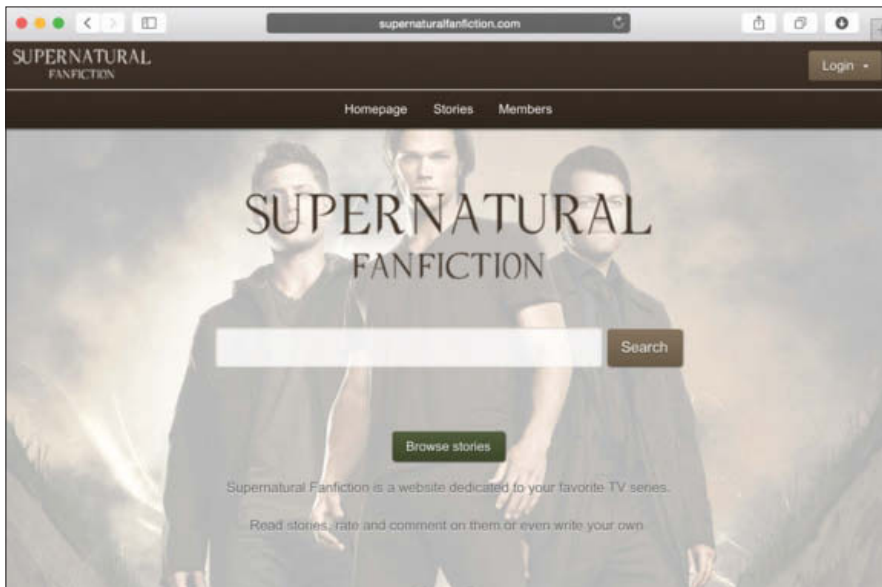 supernaturalfanfiction.com
SUPERNATURAL
FANFICTION
Login
Homepage Stories Members
SUPERNATURAL
FANFICTION
Search
Browse stories
Supernatural Fanfiction is a website dedicated to your favorite TV series.
Read stories, rate and comment on them or even write your own